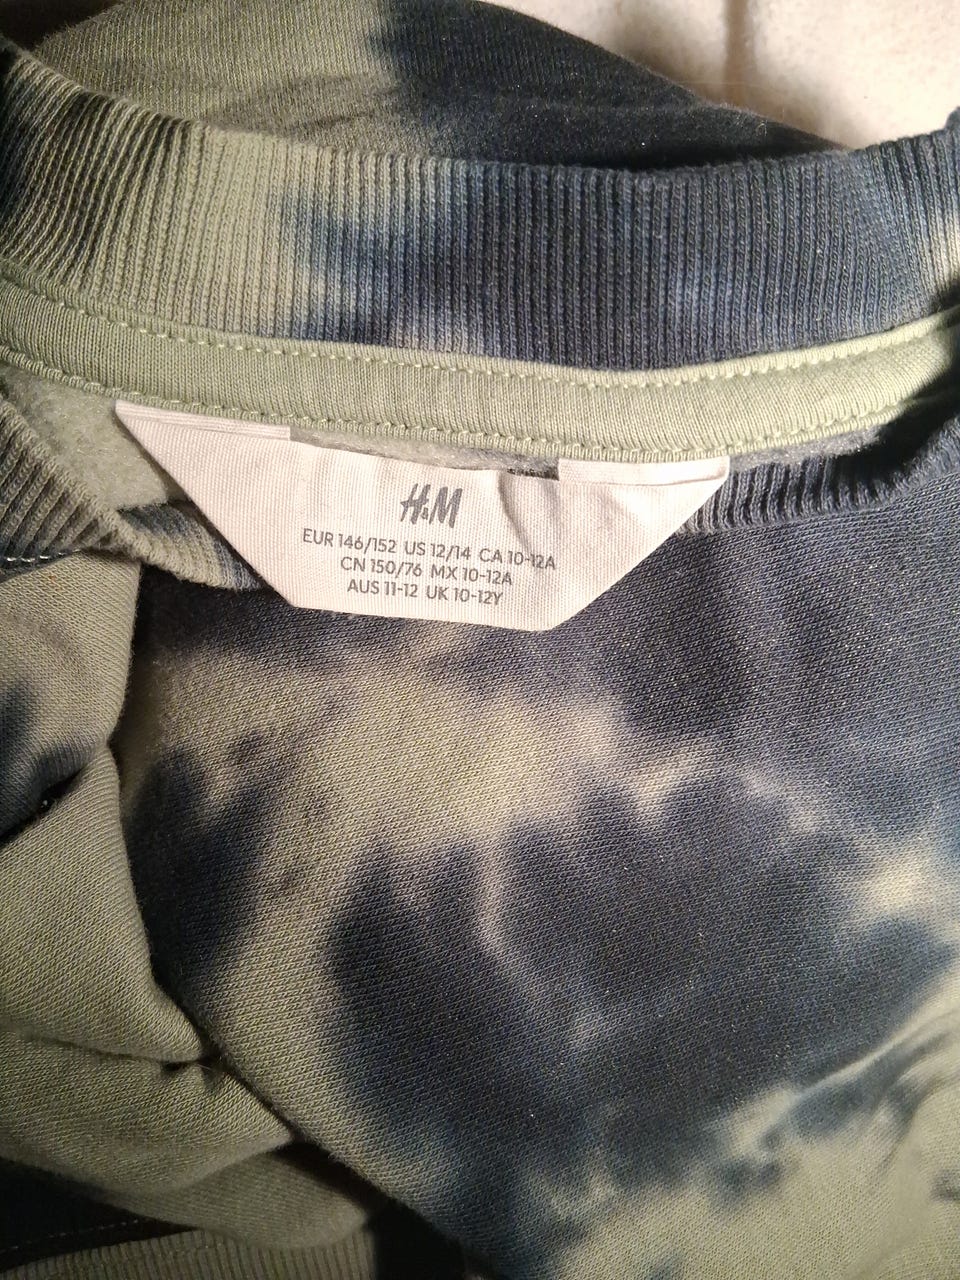 H&M
EUR 146/152 US 12/14 CA 10-12A
CN 150/76 MX 10-12A
AUS 11-12 UK 10-12Y